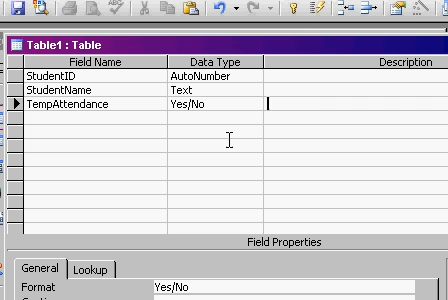 Table1 : Table
Field Name Data Type Description
StudentID AutoNumber
StudentName Text
TempAttendance Yes/No
Field Properties
General Lookup
Format Yes/No